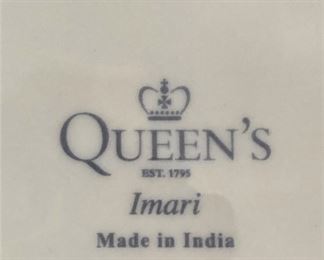 QUEEN'S
EST. 1795
Imari
Made in India